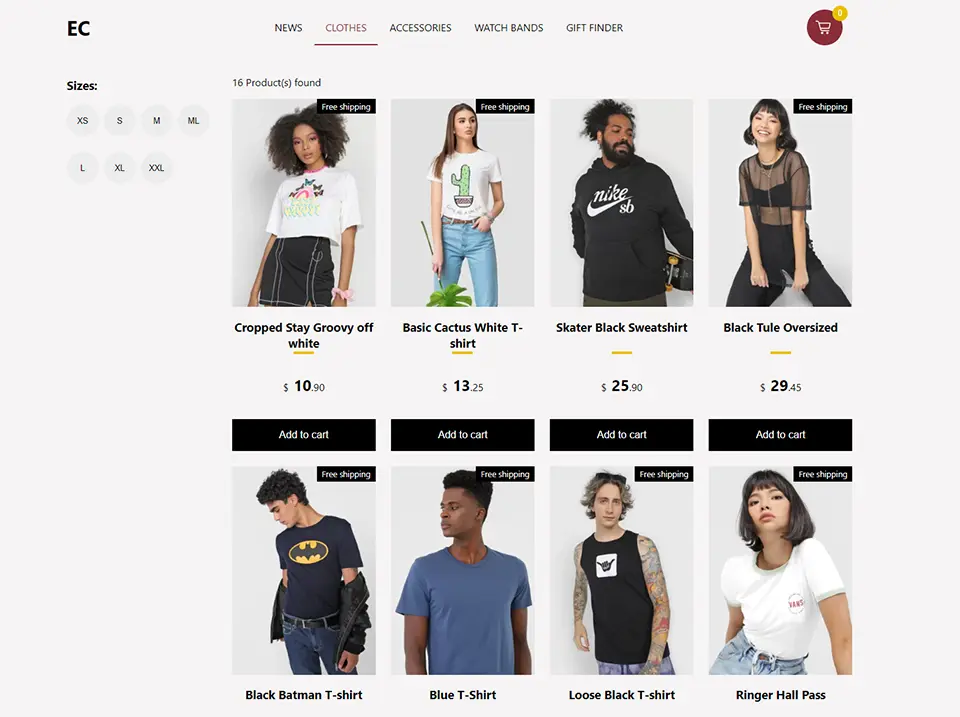 EC
NEWS
CLOTHES
ACCESSORIES
WATCH BANDS
GIFT FINDER
0
Sizes:
XS
S
M
ML
L
XL
XXL
16 Product(s) found
Free shipping
Free shipping
Free shipping
nike
sb
Cropped Stay Groovy off
white
Basic Cactus White T-
shirt
Skater Black Sweatshirt
Black Tule Oversized
$ 10.90
$ 13.25
$ 25.90
$ 29.45
Add to cart
Add to cart
Add to cart
Add to cart
Free shipping
Free shipping
Free shipping
Free shipping
VANS
Black Batman T-shirt
Blue T-Shirt
Loose Black T-shirt
Ringer Hall Pass